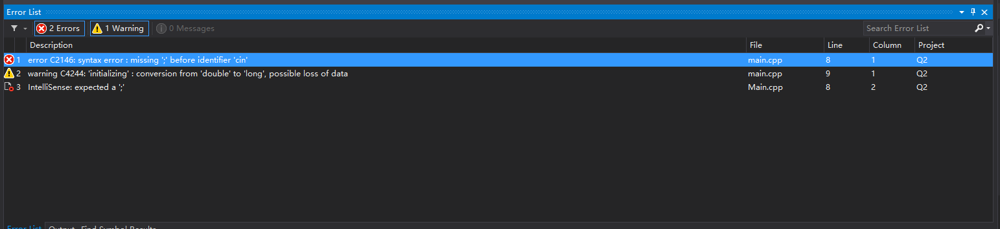 Error List
2 Errors 1 Warning 0 Messages Search Error List
Description File Line Column Project
1 error C2146: syntax error : missing ';' before identifier 'cin' main.cpp 8 1 Q2
2 warning C4244: 'initializing' : conversion from 'double' to 'long', possible loss of data main.cpp 9 1 Q2
3 IntelliSense: expected a ';' Main.cpp 8 2 Q2
Error List Output Find Symbol Results